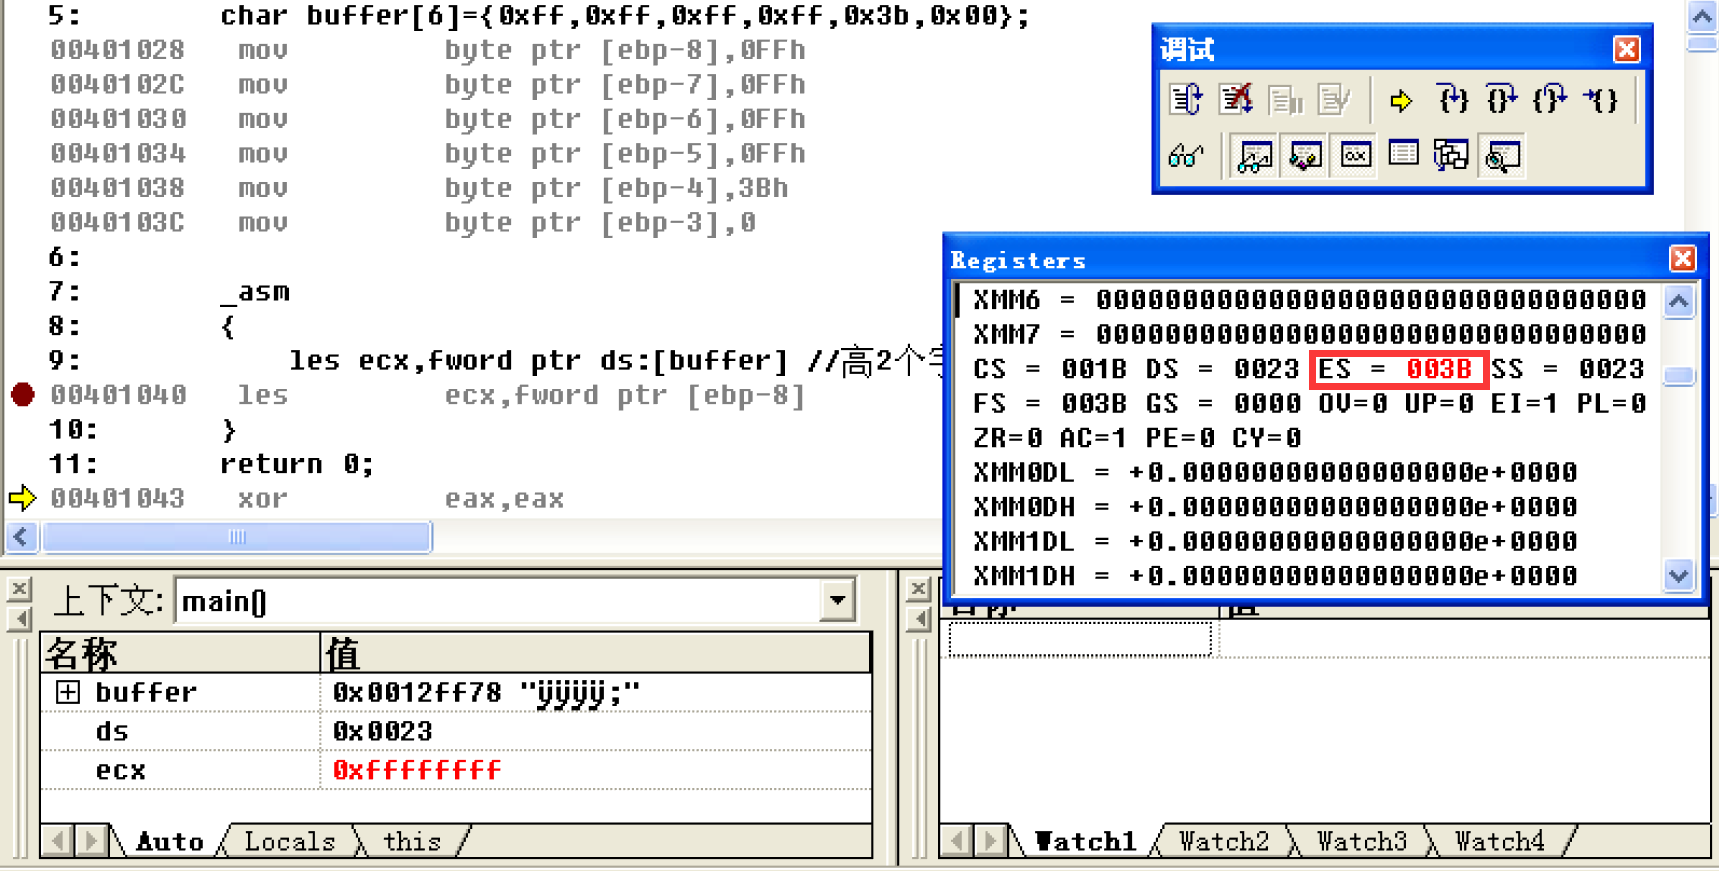 5:        char buffer[6]={0xff,0xff,0xff,0xff,0x3b,0x00};
00401028   mov         byte ptr [ebp-8],0FFh
0040102C   mov         byte ptr [ebp-7],0FFh
00401030   mov         byte ptr [ebp-6],0FFh
00401034   mov         byte ptr [ebp-5],0FFh
00401038   mov         byte ptr [ebp-4],3Bh
0040103C   mov         byte ptr [ebp-3],0
6:
7:        _asm
8:        {
9:            les ecx,fword ptr ds:[buffer] //高2个
00401040   les         ecx,fword ptr [ebp-8]
10:       }
11:       return 0;
00401043   xor         eax,eax
调试
Registers
XMM6 = 00000000000000000000000000000000
XMM7 = 00000000000000000000000000000000
CS = 001B DS = 0023 ES = 003B SS = 0023
FS = 003B GS = 0000 OV=0 UP=0 EI=1 PL=0
ZR=0 AC=1 PE=0 CY=0
XMM0DL = +0.00000000000000000e+0000
XMM0DH = +0.00000000000000000e+0000
XMM1DL = +0.00000000000000000e+0000
XMM1DH = +0.00000000000000000e+0000
上下文: main()
名称 值
buffer 0x0012ff78 "ÿÿÿÿ;"
ds 0x0023
ecx 0xffffffff
Auto Locals this
Watch1 Watch2 Watch3 Watch4